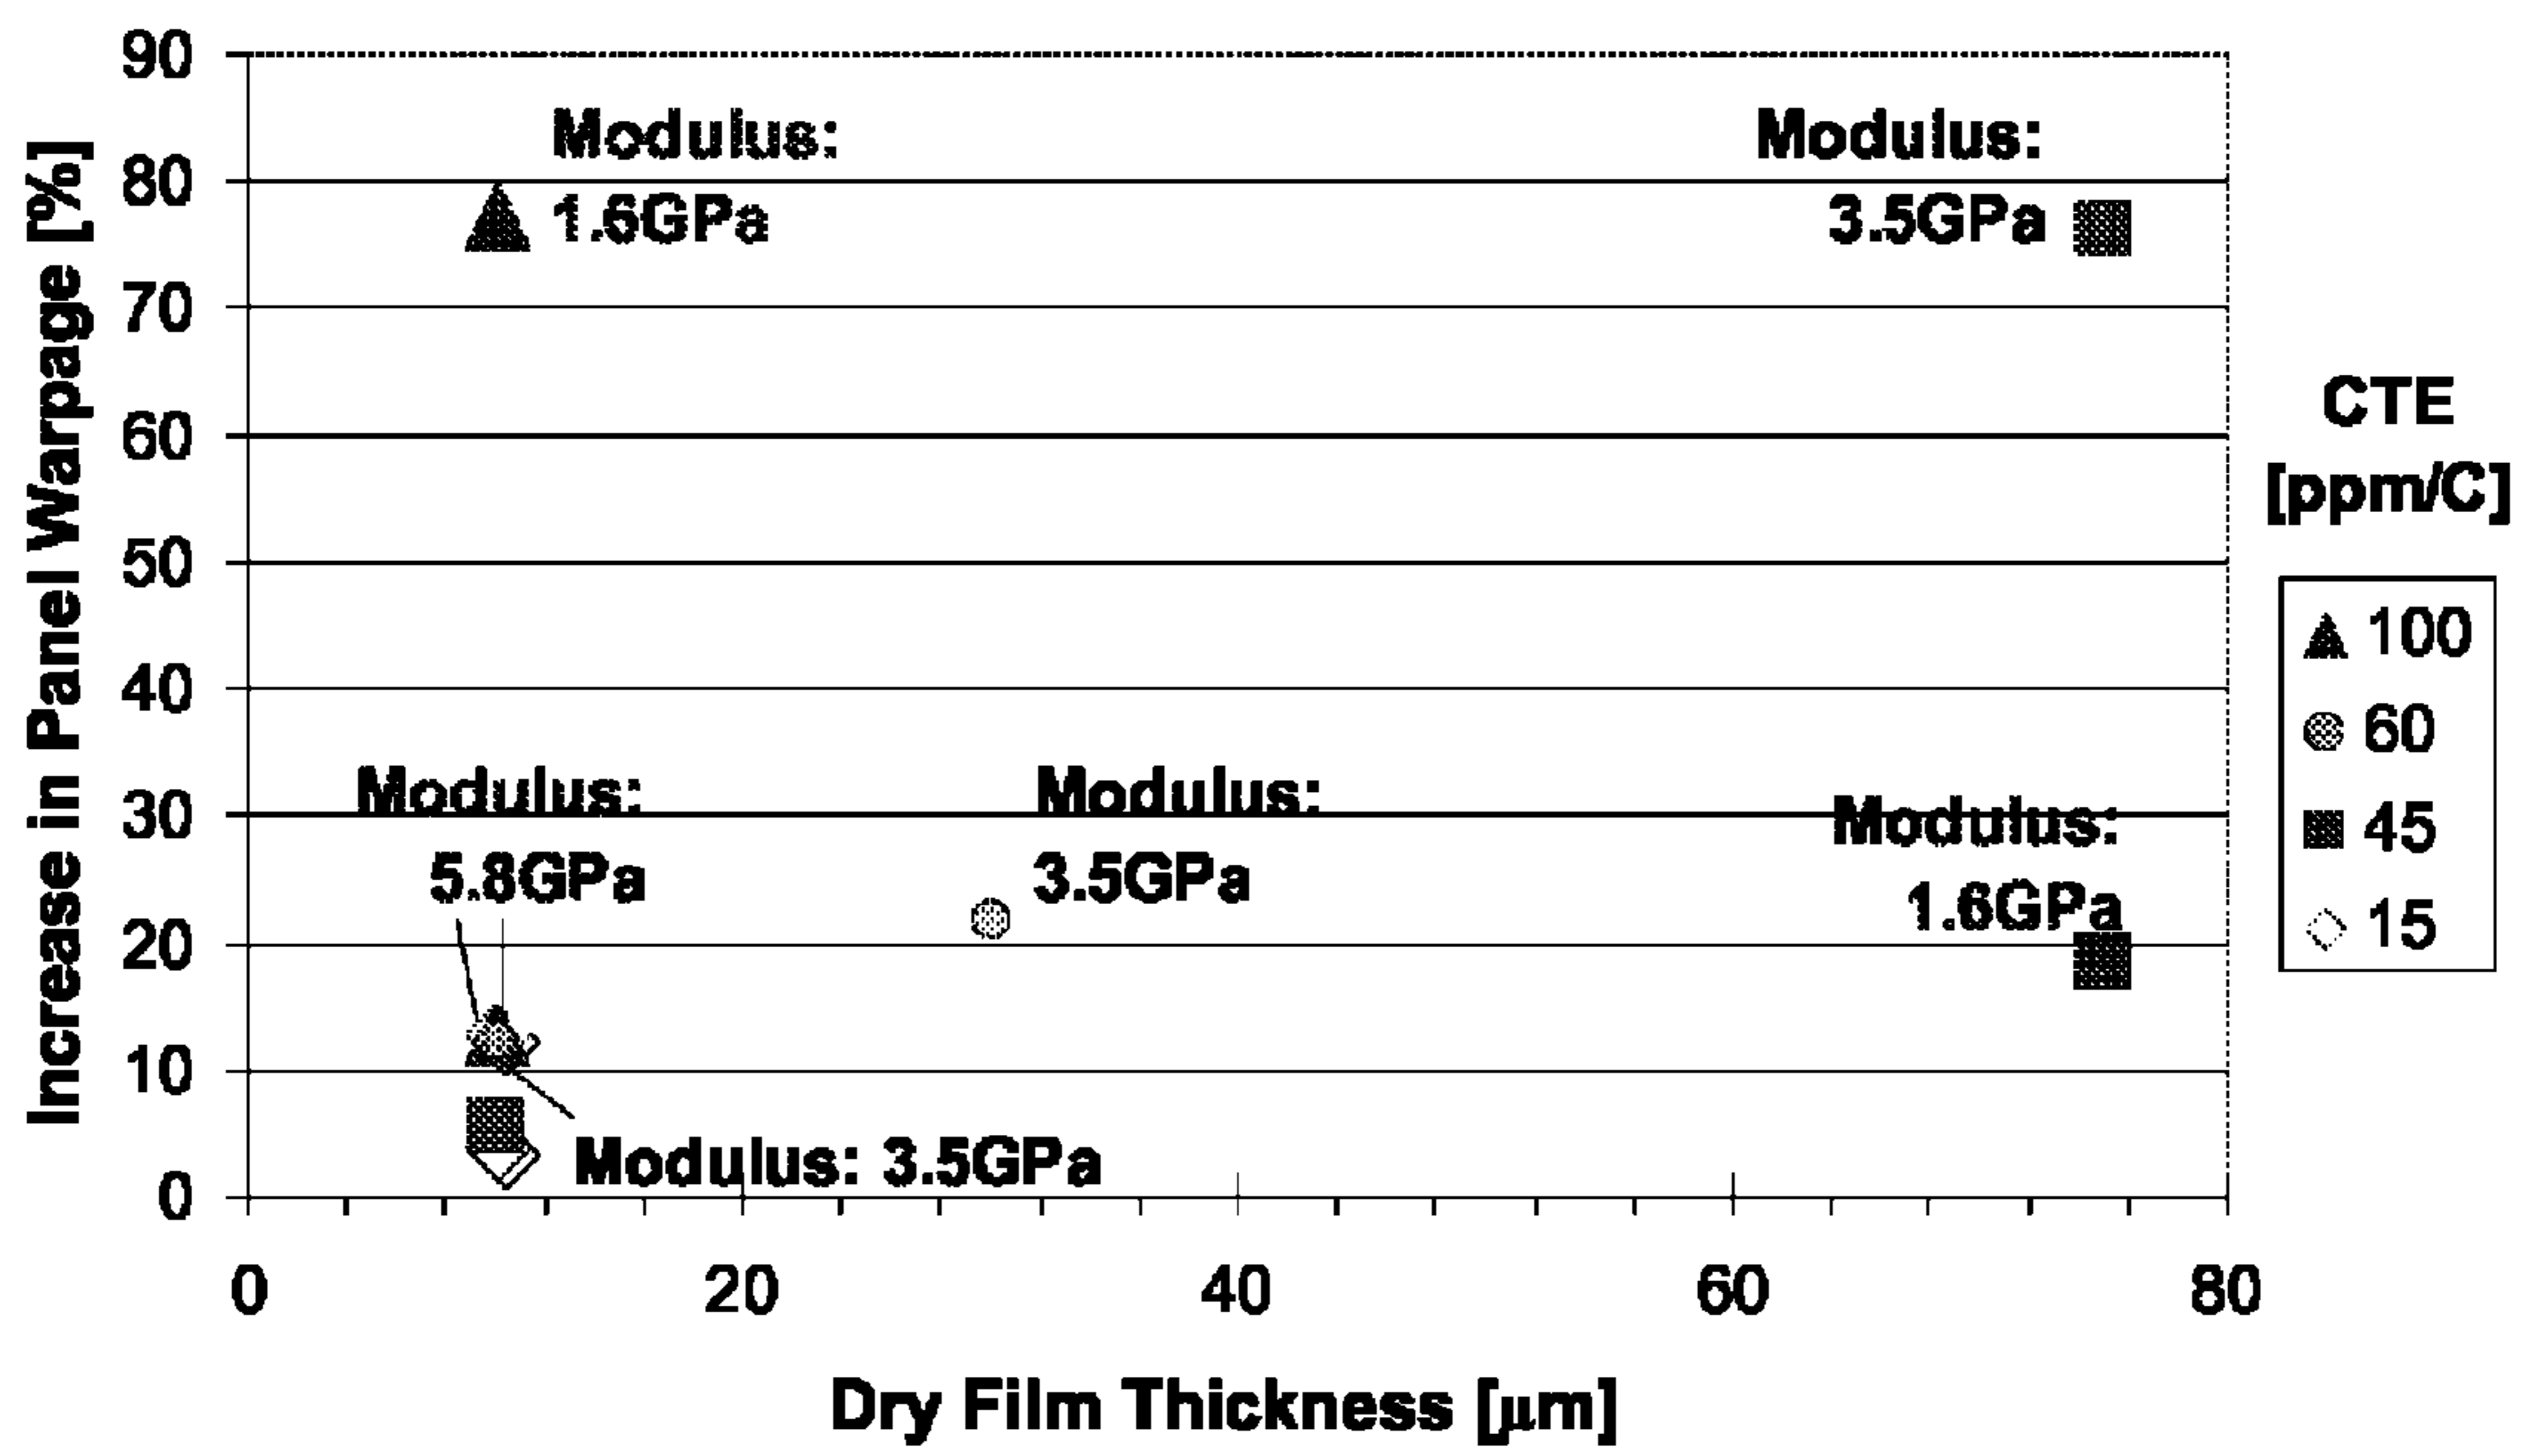 Increase in Panel Warpage [%]
90
80
70
60
50
40
30
20
10
0
Modulus:
1.6GPa
Modulus:
3.5GPa
Modulus:
5.8GPa
Modulus:
3.5GPa
Modulus:
1.6GPa
Modulus: 3.5GPa
0 20 40 60 80
Dry Film Thickness [μm]
CTE
[ppm/C]
100
60
45
15